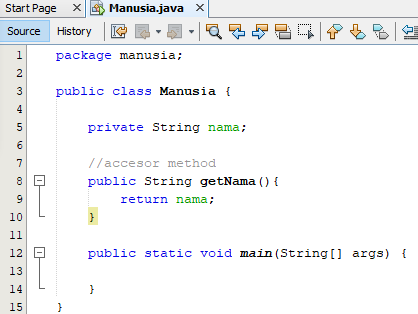 Start Page
Manusia.java
Source
History
1 package manusia;
2
3 public class Manusia {
4
5     private String nama;
6
7     //accesor method
8     public String getNama(){
9         return nama;
10     }
11
12     public static void main(String[] args) {
13
14     }
15 }